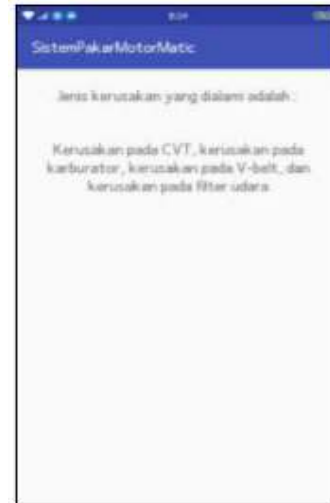 SistemPakarMotorMatic
Jenis kerusakan yang dialami adalah :
Kerusakan pada CVT, kerusakan pada
karburator, kerusakan pada V-belt, dan
kerusakan pada filter udara